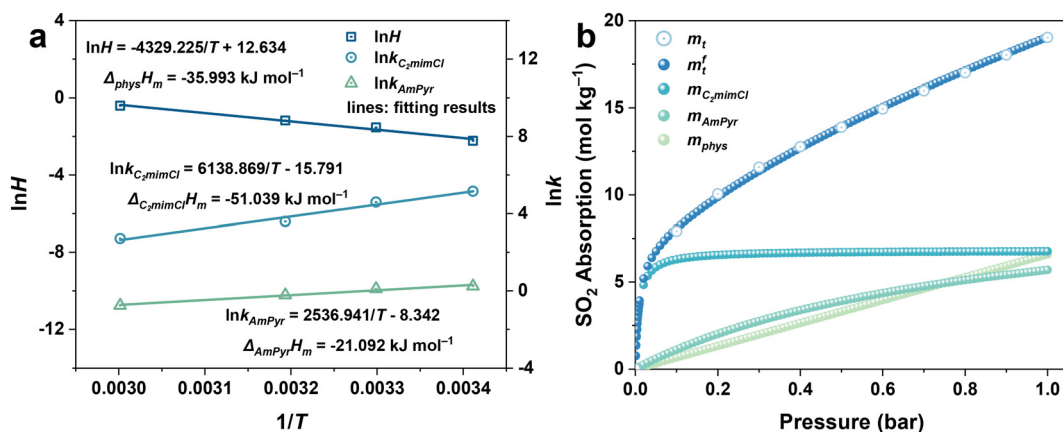 a
lnH = -4329.225/T + 12.634
Δ_physH_m = -35.993 kJ mol⁻¹
lnH
lnk_C₂mimCl
lnk_AmPyr
lines: fitting results
lnk_C₂mimCl = 6138.869/T - 15.791
Δ_C₂mimClH_m = -51.039 kJ mol⁻¹
lnk_AmPyr = 2536.941/T - 8.342
Δ_AmPyrH_m = -21.092 kJ mol⁻¹
4
0
-4
-8
-12
lnH
12
8
4
0
-4
lnk
0.0030
0.0031
0.0032
0.0033
0.0034
1/T
b
m_t
m_t^f
m_C₂mimCl
m_AmPyr
m_phys
20
15
10
5
0
SO₂ Absorption (mol kg⁻¹)
0.0
0.2
0.4
0.6
0.8
1.0
Pressure (bar)